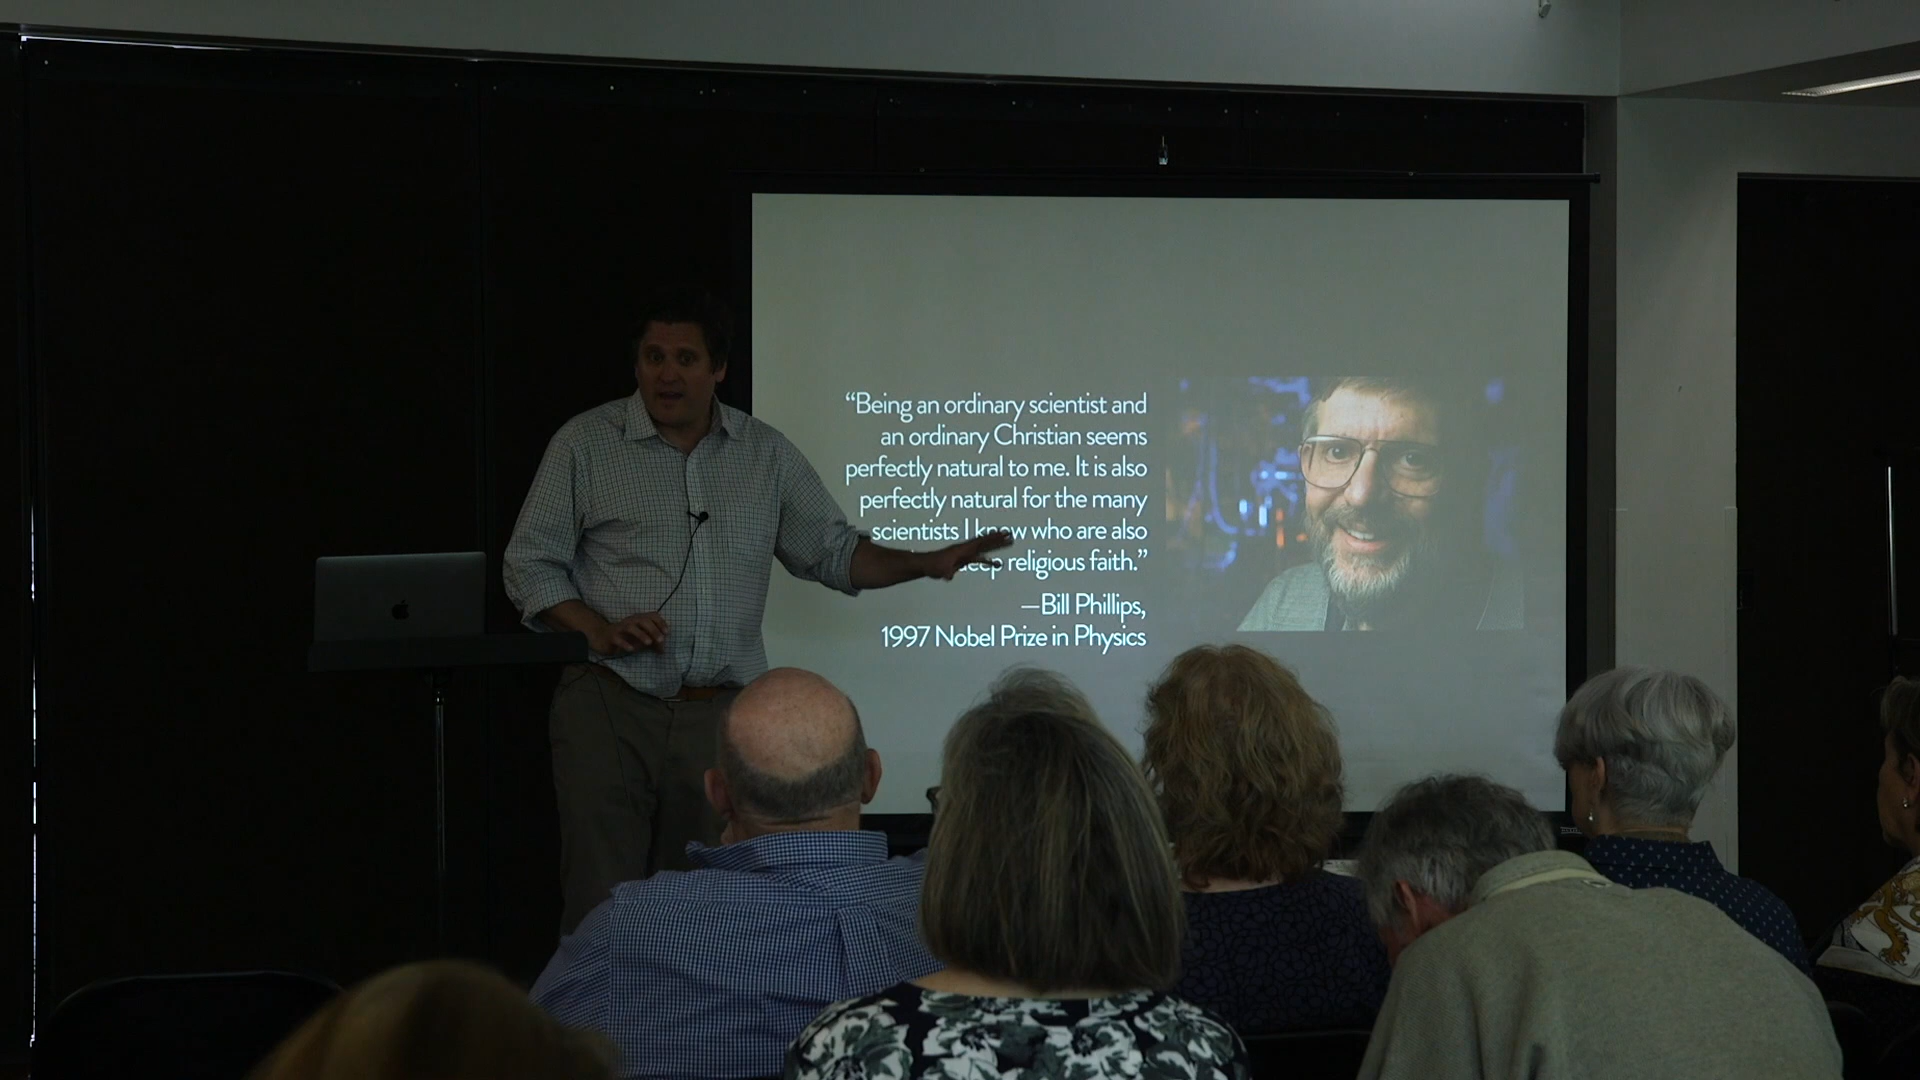 “Being an ordinary scientist and
an ordinary Christian seems
perfectly natural to me. It is also
perfectly natural for the many
scientists I know who are also
deep religious faith.”
—Bill Phillips,
1997 Nobel Prize in Physics